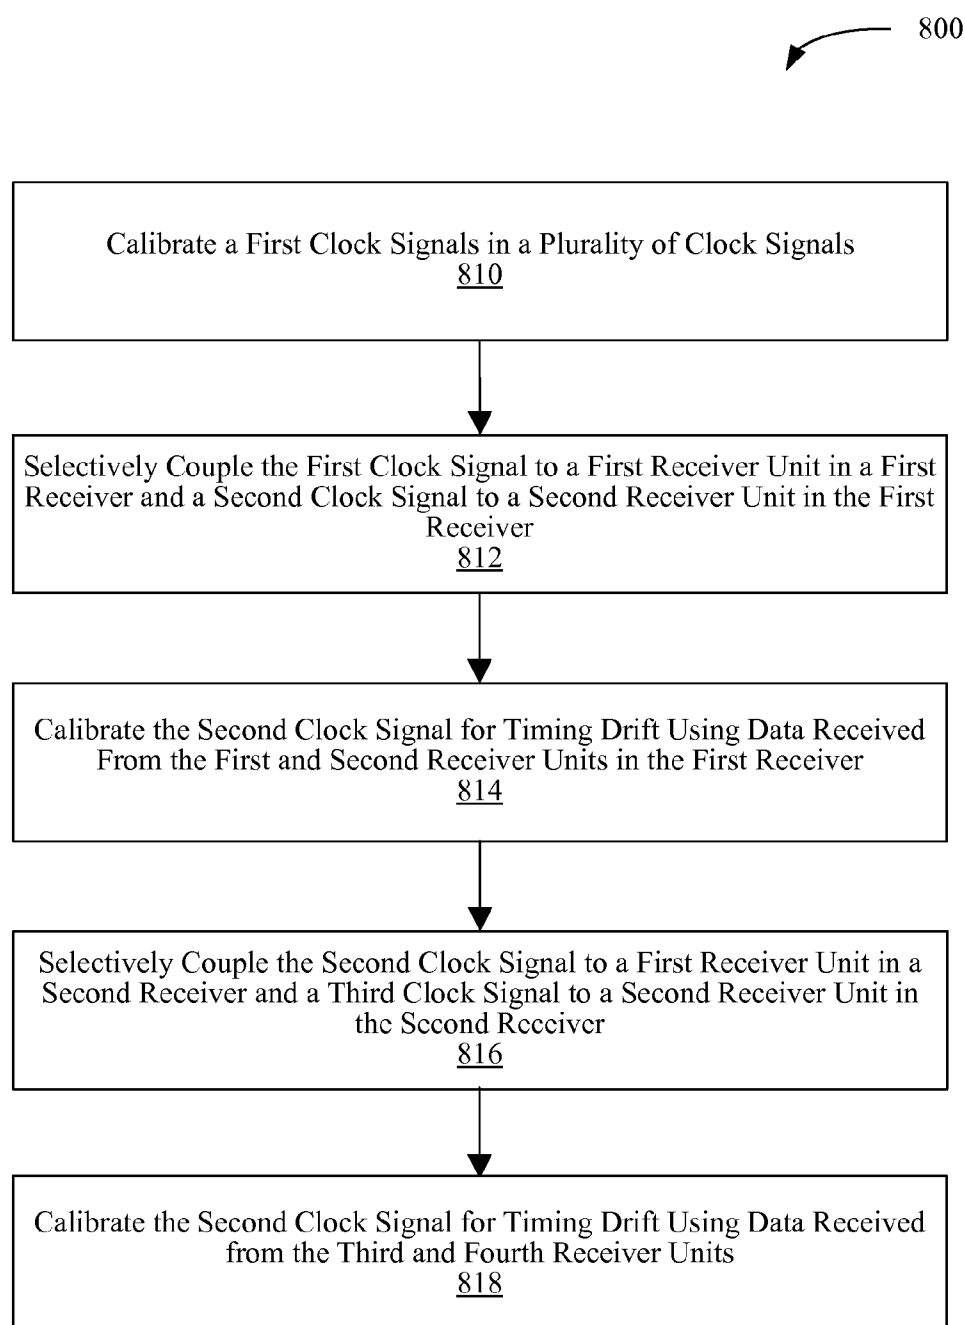 800
Calibrate a First Clock Signals in a Plurality of Clock Signals
810
Selectively Couple the First Clock Signal to a First Receiver Unit in a First
Receiver and a Second Clock Signal to a Second Receiver Unit in the First
Receiver
812
Calibrate the Second Clock Signal for Timing Drift Using Data Received
From the First and Second Receiver Units in the First Receiver
814
Selectively Couple the Second Clock Signal to a First Receiver Unit in a
Second Receiver and a Third Clock Signal to a Second Receiver Unit in
the Second Receiver
816
Calibrate the Second Clock Signal for Timing Drift Using Data Received
from the Third and Fourth Receiver Units
818